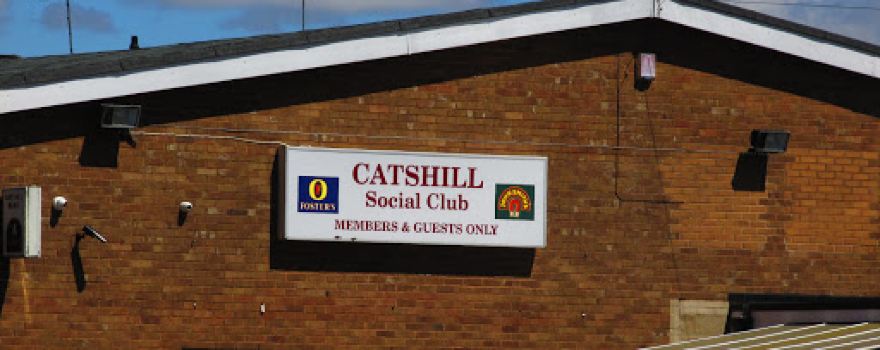 CATSHILL
Social Club
FOSTER'S
MEMBERS & GUESTS ONLY